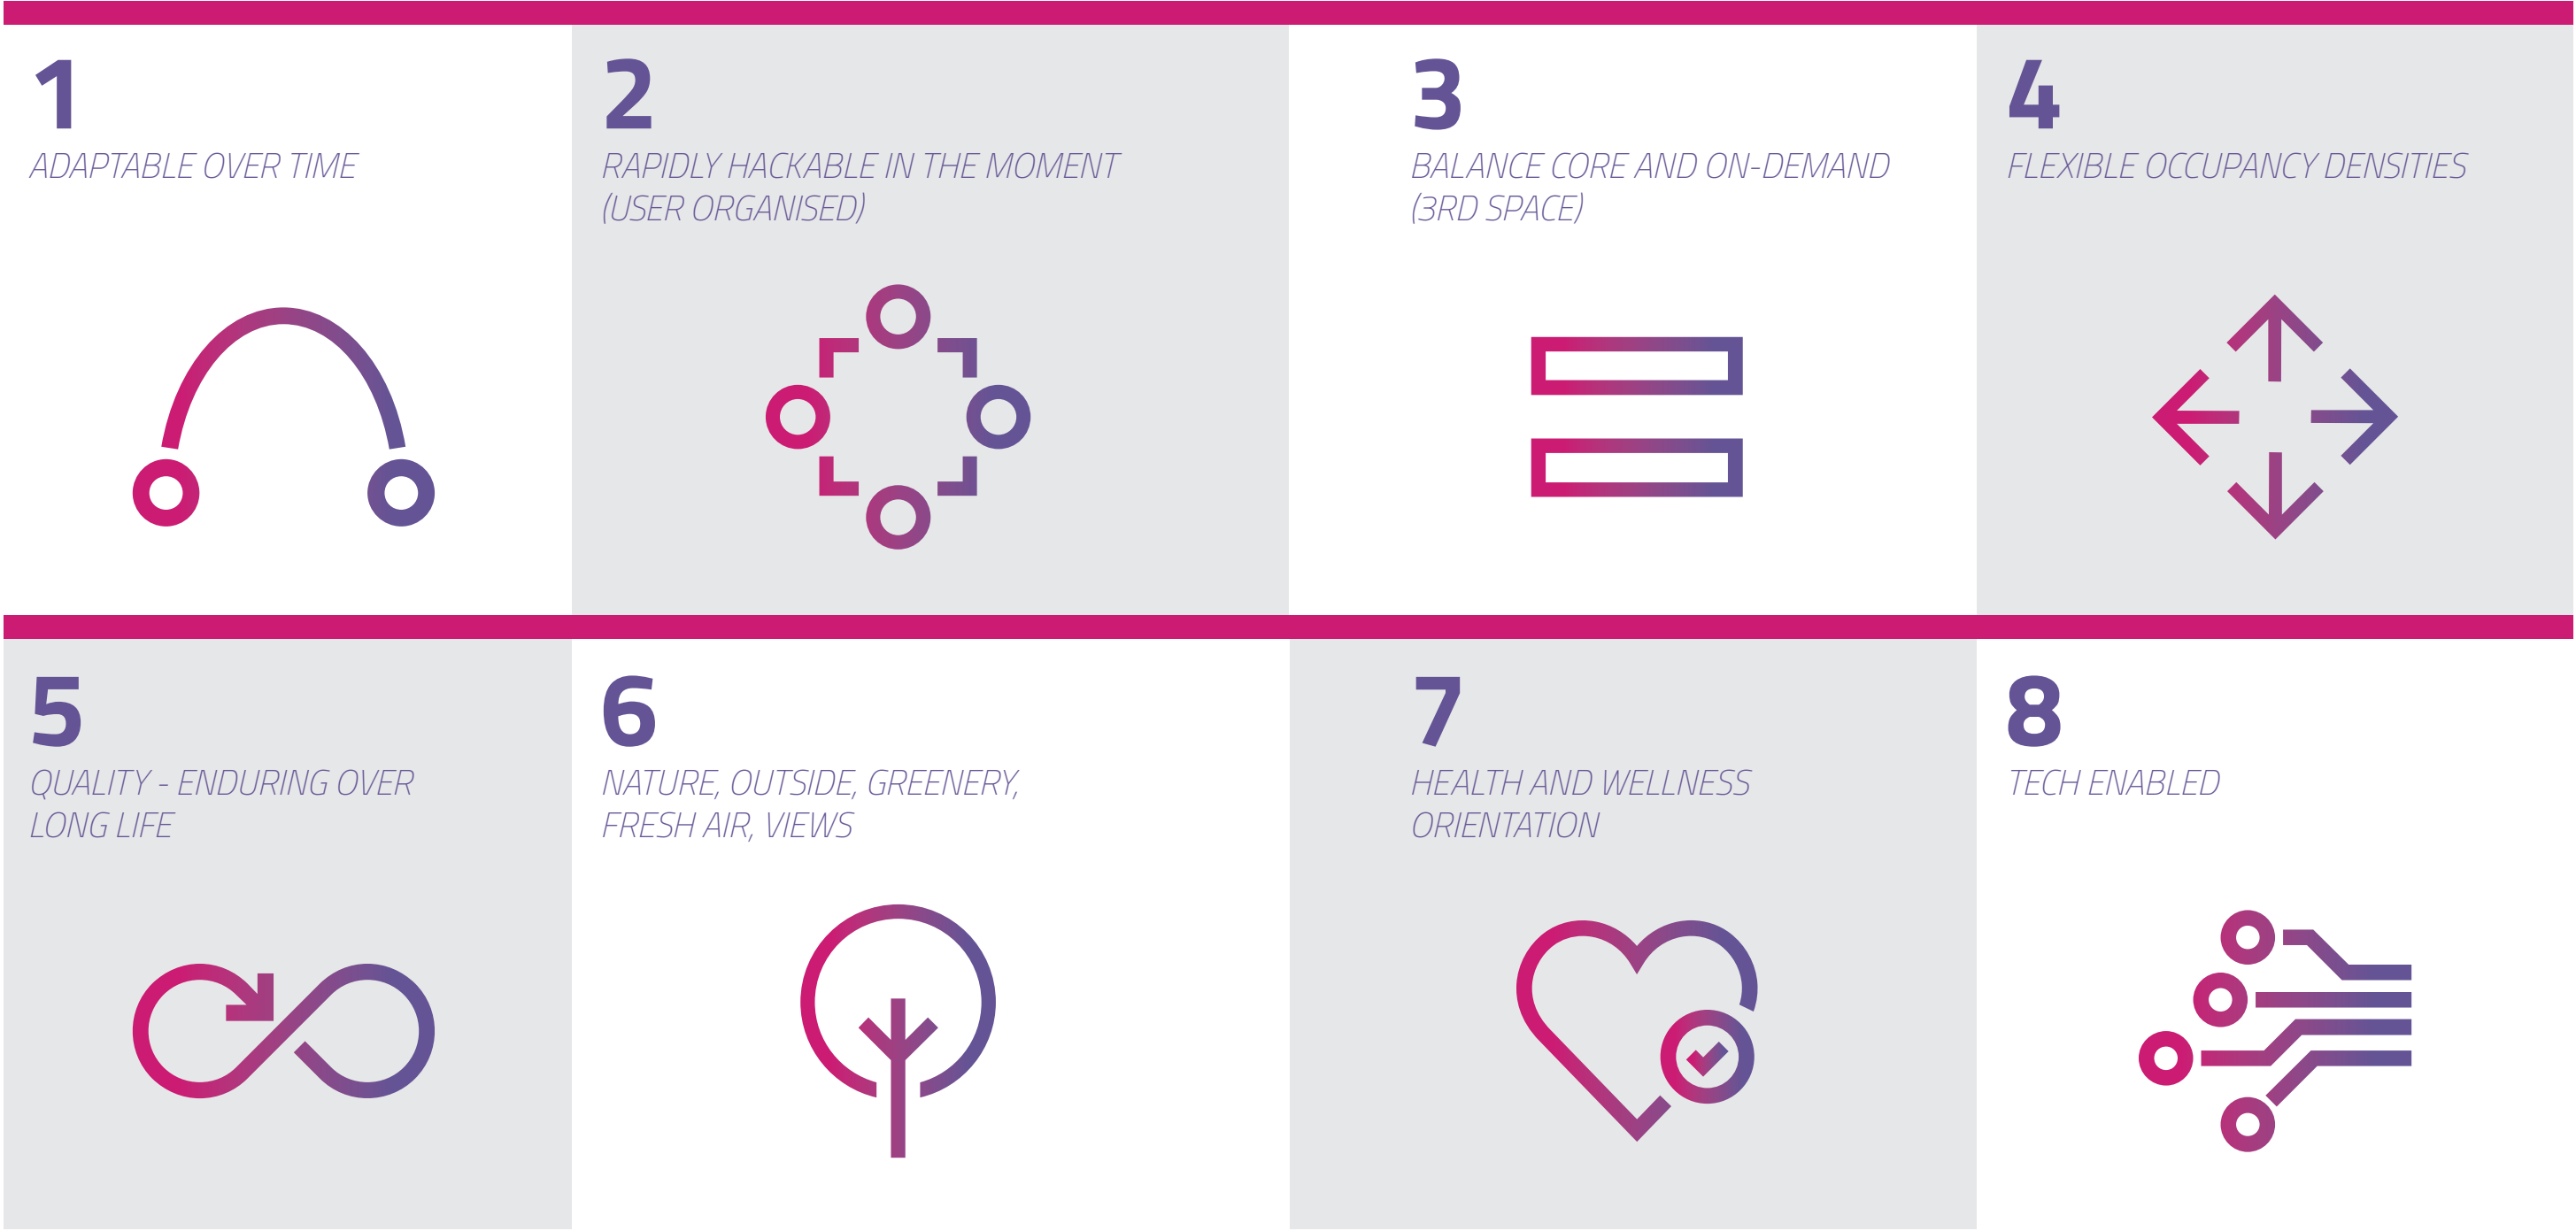 1
ADAPTABLE OVER TIME
2
RAPIDLY HACKABLE IN THE MOMENT
(USER ORGANISED)
3
BALANCE CORE AND ON-DEMAND
(3RD SPACE)
4
FLEXIBLE OCCUPANCY DENSITIES
5
QUALITY - ENDURING OVER
LONG LIFE
6
NATURE, OUTSIDE, GREENERY,
FRESH AIR, VIEWS
7
HEALTH AND WELLNESS
ORIENTATION
8
TECH ENABLED